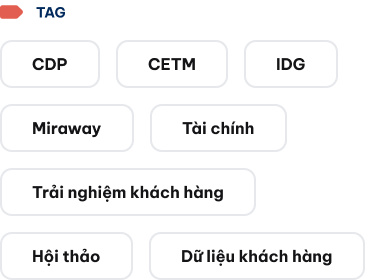 TAG
CDP CETM IDG
Miraway Tài chính
Trải nghiệm khách hàng
Hội thảo Dữ liệu khách hàng